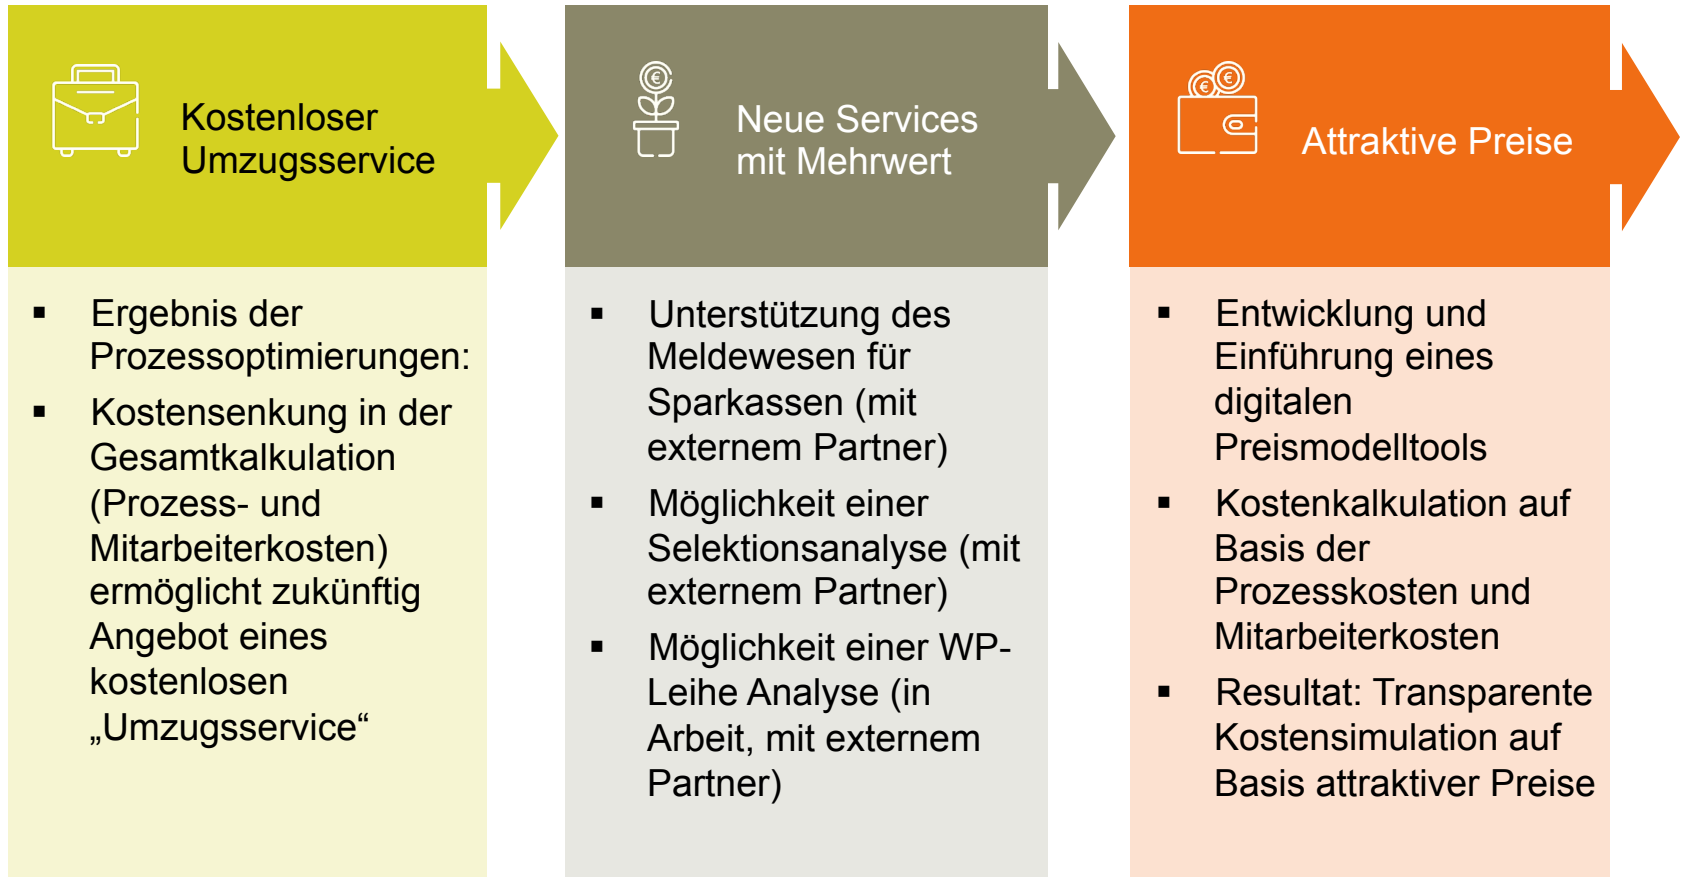 Kostenloser
Umzugsservice
▪ Ergebnis der
Prozessoptimierungen:
▪ Kostensenkung in der
Gesamtkalkulation
(Prozess- und
Mitarbeiterkosten)
ermöglicht zukünftig
Angebot eines
kostenlosen
„Umzugsservice“
Neue Services
mit Mehrwert
▪ Unterstützung des
Meldewesen für
Sparkassen (mit
externem Partner)
▪ Möglichkeit einer
Selektionsanalyse (mit
externem Partner)
▪ Möglichkeit einer WP-
Leihe Analyse (in
Arbeit, mit externem
Partner)
Attraktive Preise
▪ Entwicklung und
Einführung eines
digitalen
Preismodelltools
▪ Kostenkalkulation auf
Basis der
Prozesskosten und
Mitarbeiterkosten
▪ Resultat: Transparente
Kostensimulation auf
Basis attraktiver Preise